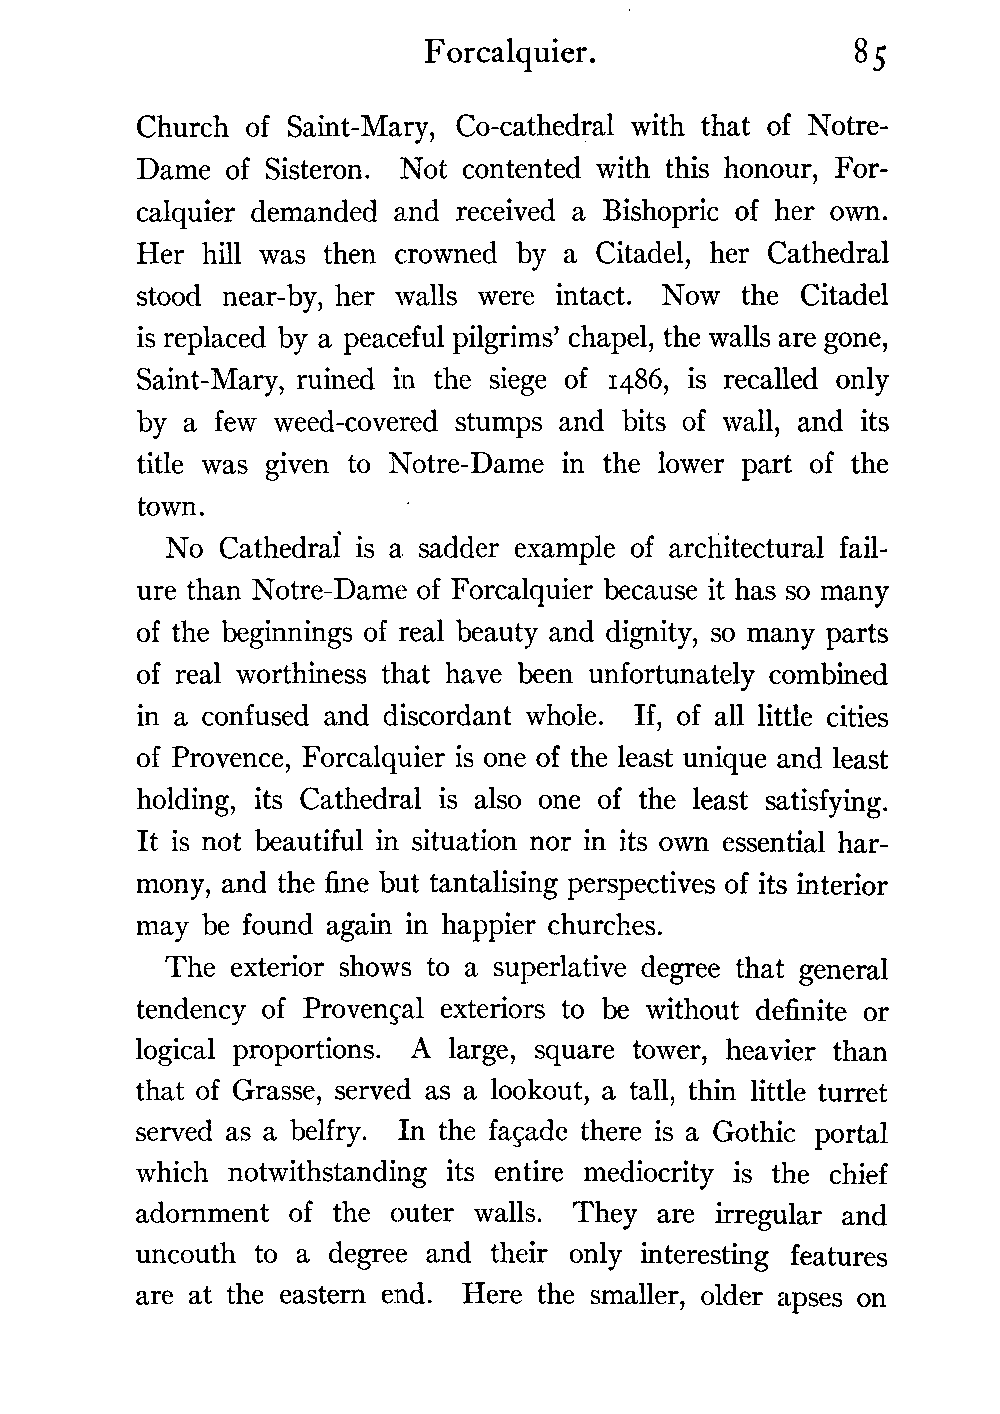 Forcalquier. 85
Church of Saint-Mary, Co-cathedral with that of Notre-
Dame of Sisteron. Not contented with this honour, For-
calquier demanded and received a Bishopric of her own.
Her hill was then crowned by a Citadel, her Cathedral
stood near-by, her walls were intact. Now the Citadel
is replaced by a peaceful pilgrims’ chapel, the walls are gone,
Saint-Mary, ruined in the siege of 1486, is recalled only
by a few weed-covered stumps and bits of wall, and its
title was given to Notre-Dame in the lower part of the
town.
No Cathedral is a sadder example of architectural fail-
ure than Notre-Dame of Forcalquier because it has so many
of the beginnings of real beauty and dignity, so many parts
of real worthiness that have been unfortunately combined
in a confused and discordant whole. If, of all little cities
of Provence, Forcalquier is one of the least unique and least
holding, its Cathedral is also one of the least satisfying.
It is not beautiful in situation nor in its own essential har-
mony, and the fine but tantalising perspectives of its interior
may be found again in happier churches.
The exterior shows to a superlative degree that general
tendency of Provençal exteriors to be without definite or
logical proportions. A large, square tower, heavier than
that of Grasse, served as a lookout, a tall, thin little turret
served as a belfry. In the façade there is a Gothic portal
which notwithstanding its entire mediocrity is the chief
adornment of the outer walls. They are irregular and
uncouth to a degree and their only interesting features
are at the eastern end. Here the smaller, older apses on